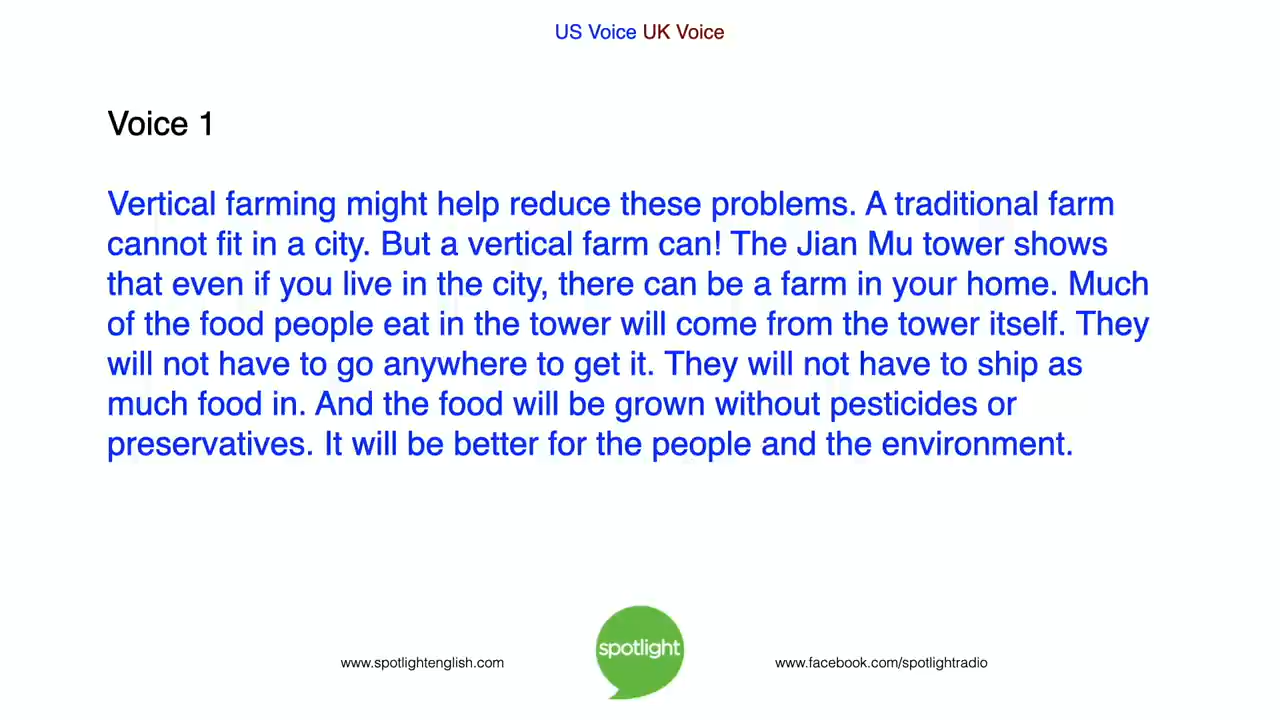 US Voice UK Voice
Voice 1
Vertical farming might help reduce these problems. A traditional farm
cannot fit in a city. But a vertical farm can! The Jian Mu tower shows
that even if you live in the city, there can be a farm in your home. Much
of the food people eat in the tower will come from the tower itself. They
will not have to go anywhere to get it. They will not have to ship as
much food in. And the food will be grown without pesticides or
preservatives. It will be better for the people and the environment.
www.spotlightenglish.com
spotlight
www.facebook.com/spotlightradio